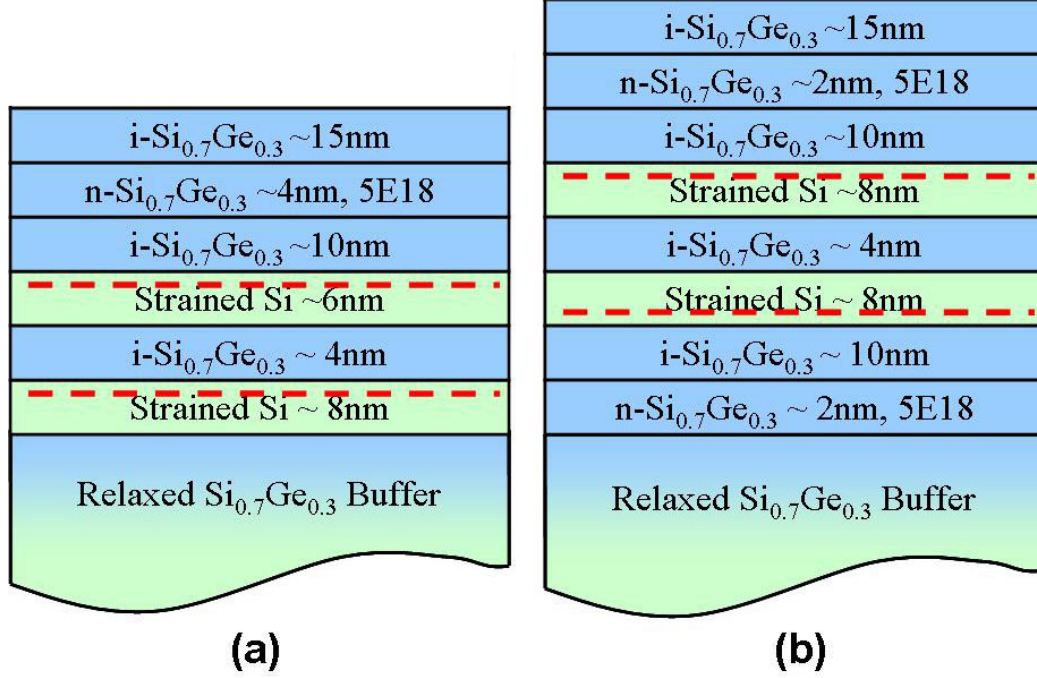 i-Si0.7Ge0.3 ~15nm
n-Si0.7Ge0.3 ~4nm, 5E18
i-Si0.7Ge0.3 ~10nm
Strained Si ~6nm
i-Si0.7Ge0.3 ~ 4nm
Strained Si ~ 8nm
Relaxed Si0.7Ge0.3 Buffer
(a)
i-Si0.7Ge0.3 ~15nm
n-Si0.7Ge0.3 ~2nm, 5E18
i-Si0.7Ge0.3 ~10nm
Strained Si ~8nm
i-Si0.7Ge0.3 ~ 4nm
Strained Si ~ 8nm
i-Si0.7Ge0.3 ~ 10nm
n-Si0.7Ge0.3 ~ 2nm, 5E18
Relaxed Si0.7Ge0.3 Buffer
(b)